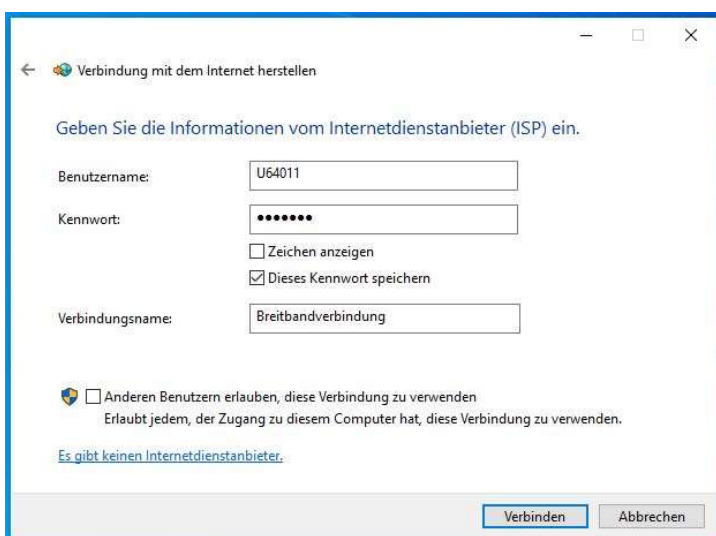 Verbindung mit dem Internet herstellen
Geben Sie die Informationen vom Internetdienstanbieter (ISP) ein.
Benutzername: U64011
Kennwort: •••••••
Zeichen anzeigen
Dieses Kennwort speichern
Verbindungsname: Breitbandverbindung
Anderen Benutzern erlauben, diese Verbindung zu verwenden
Erlaubt jedem, der Zugang zu diesem Computer hat, diese Verbindung zu verwenden.
Es gibt keinen Internetdienstanbieter.
Verbinden Abbrechen